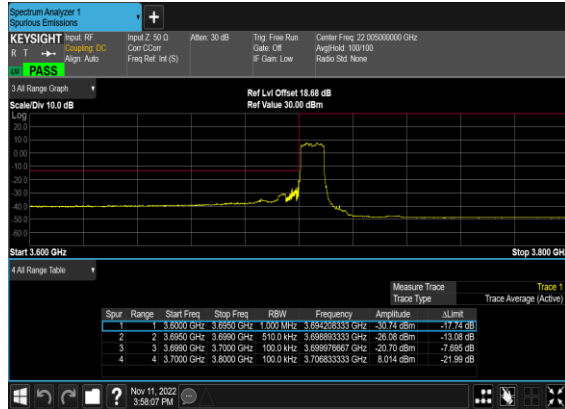 Spectrum Analyzer 1
Spurious Emissions
KEYSIGHT
R T
LU PASS
Input: RF
Coupling: DC
Align: Auto
Input Z: 50 Ω
Corr CCorr
Freq Ref: Int (S)
Atten: 30 dB
Trig: Free Run
Gate: Off
IF Gain: Low
Center Freq: 22.005000000 GHz
Avg|Hold: 100/100
Radio Std: None
3 All Range Graph
Scale/Div 10.0 dB
Ref Lvl Offset 18.68 dB
Ref Value 30.00 dBm
Log
20.0
10.0
0.00
-10.0
-20.0
-30.0
-40.0
-50.0
-60.0
Start 3.600 GHz
Stop 3.800 GHz
4 All Range Table
Measure Trace Trace 1
Trace Type Trace Average (Active)
Spur Range Start Freq Stop Freq RBW Frequency Amplitude ΔLimit
1 1 3.6000 GHz 3.6950 GHz 1.000 MHz 3.694208333 GHz -30.74 dBm -17.74 dB
2 2 3.6950 GHz 3.6990 GHz 510.0 kHz 3.698893333 GHz -26.08 dBm -13.08 dB
3 3 3.6990 GHz 3.7000 GHz 100.0 kHz 3.699976667 GHz -20.70 dBm -7.695 dB
4 4 3.7000 GHz 3.8000 GHz 100.0 kHz 3.706833333 GHz 8.014 dBm -21.99 dB
?
Nov 11, 2022
3:58:07 PM